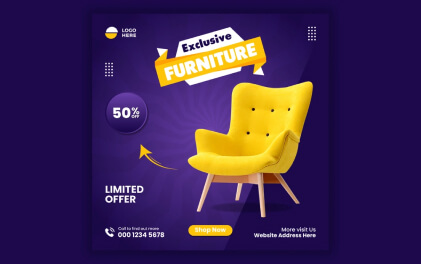 LOGO
HERE
Exclusive
FURNITURE
50%
OFF
LIMITED
OFFER
Call to find out more
000 1234 5678
Shop Now
More visit Us
Website Address Here